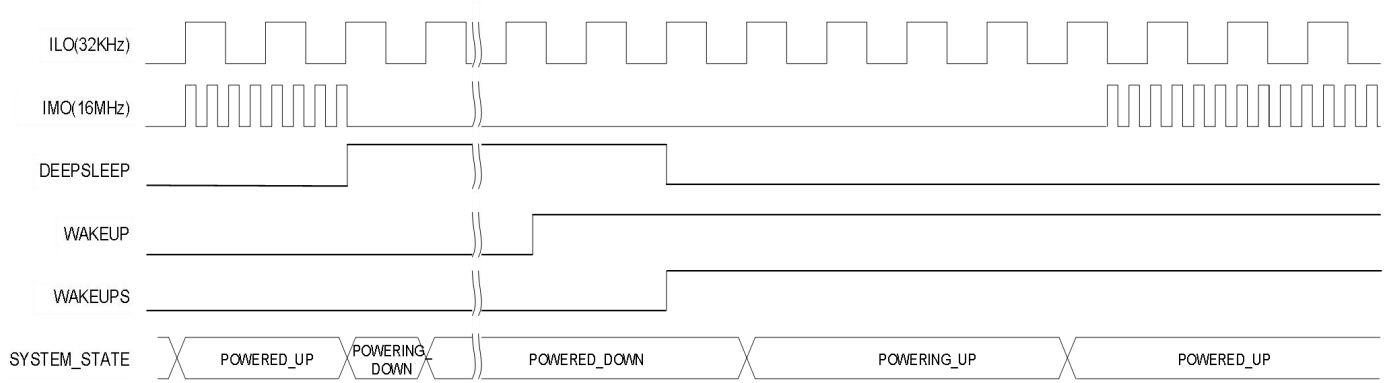 ILO(32KHz)
IMO(16MHz)
DEEPSLEEP
WAKEUP
WAKEUPS
SYSTEM_STATE
POWERED_UP
POWERING_
DOWN
POWERED_DOWN
POWERING_UP
POWERED_UP